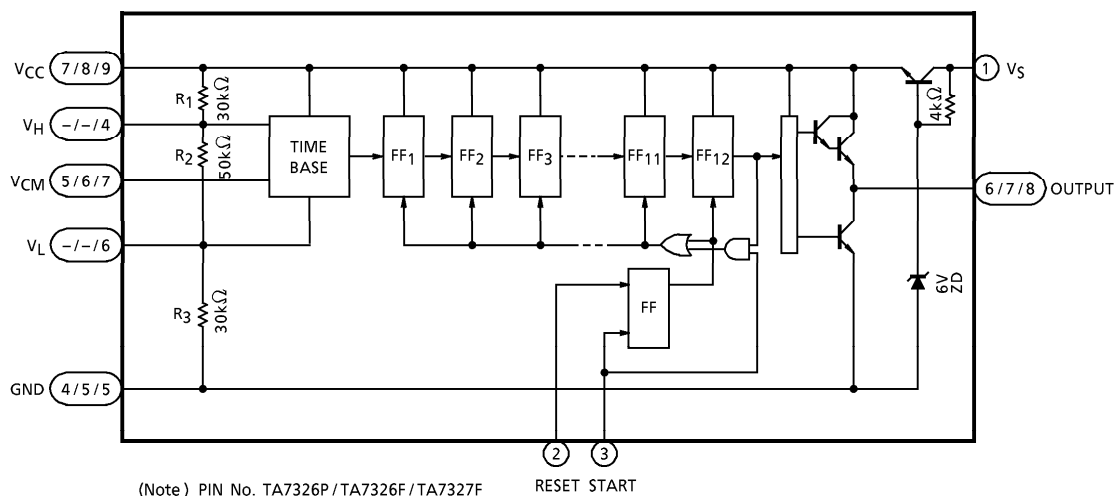 VCC 7/8/9
R1 30kΩ
VH –/–/4
R2 50kΩ
VCM 5/6/7
VL –/–/6
R3 30kΩ
GND 4/5/5
TIME
BASE
FF1
FF2
FF3
FF11
FF12
FF
4kΩ
1 VS
6/7/8 OUTPUT
6V
ZD
2
3
RESET START
(Note) PIN No. TA7326P/TA7326F/TA7327F